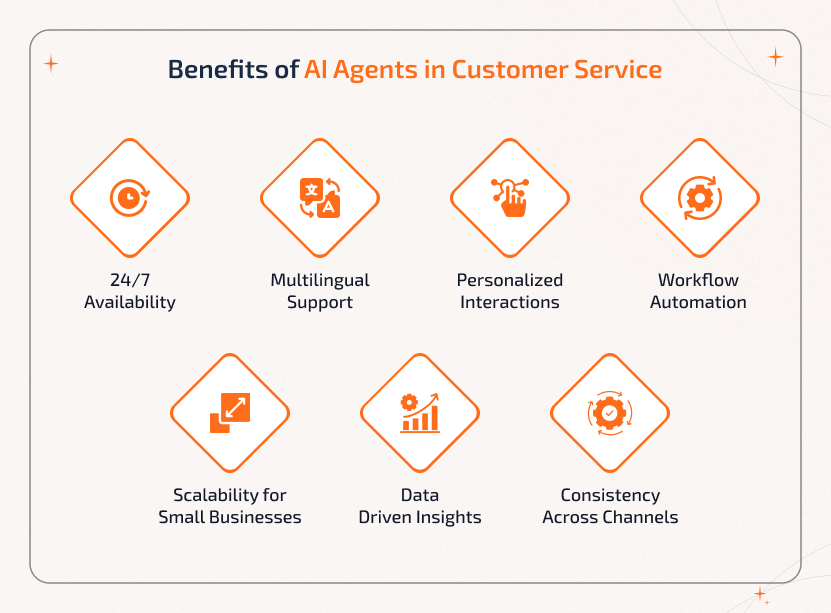 Benefits of AI Agents in Customer Service
文
A
24/7
Availability
Multilingual
Support
Personalized
Interactions
Workflow
Automation
Scalability for
Small Businesses
Data
Driven Insights
Consistency
Across Channels